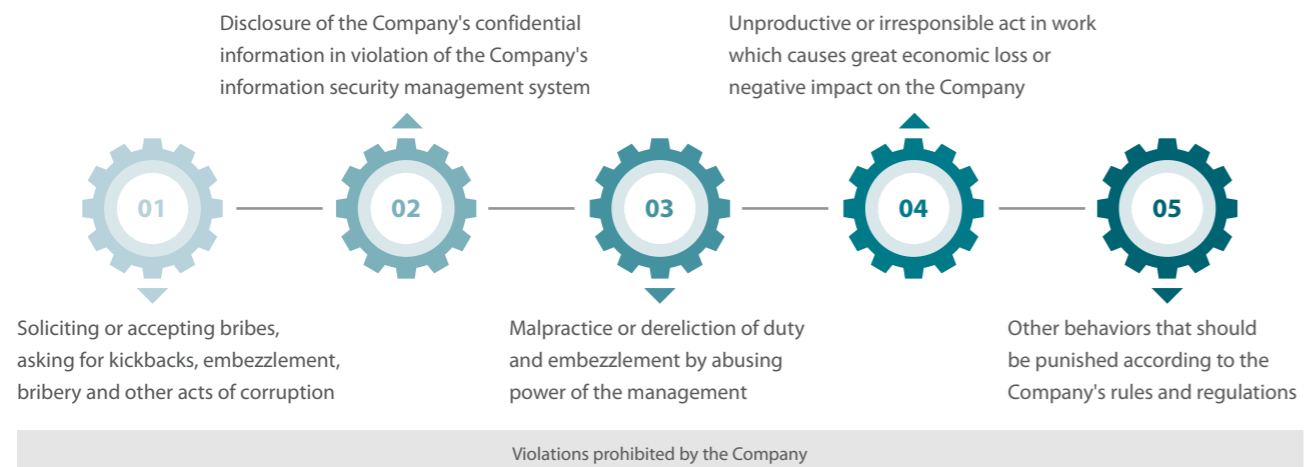 Disclosure of the Company's confidential
information in violation of the Company's
information security management system
Unproductive or irresponsible act in work
which causes great economic loss or
negative impact on the Company
01
02
03
04
05
Soliciting or accepting bribes,
asking for kickbacks, embezzlement,
bribery and other acts of corruption
Malpractice or dereliction of duty
and embezzlement by abusing
power of the management
Other behaviors that should
be punished according to the
Company's rules and regulations
Violations prohibited by the Company